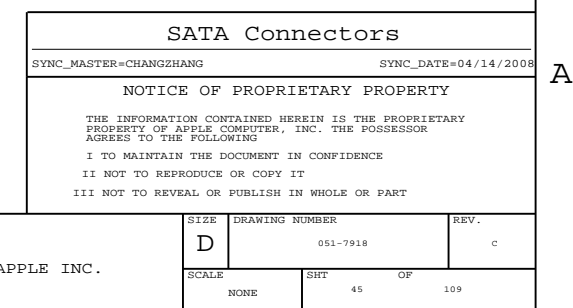 SATA Connectors
SYNC_MASTER=CHANGZHANG SYNC_DATE=04/14/2008
A
NOTICE OF PROPRIETARY PROPERTY
THE INFORMATION CONTAINED HEREIN IS THE PROPRIETARY
PROPERTY OF APPLE COMPUTER, INC. THE POSSESSOR
AGREES TO THE FOLLOWING
I TO MAINTAIN THE DOCUMENT IN CONFIDENCE
II NOT TO REPRODUCE OR COPY IT
III NOT TO REVEAL OR PUBLISH IN WHOLE OR PART
SIZE DRAWING NUMBER REV.
D 051-7918 C
APPLE INC.
SCALE SHT OF
NONE 45 109